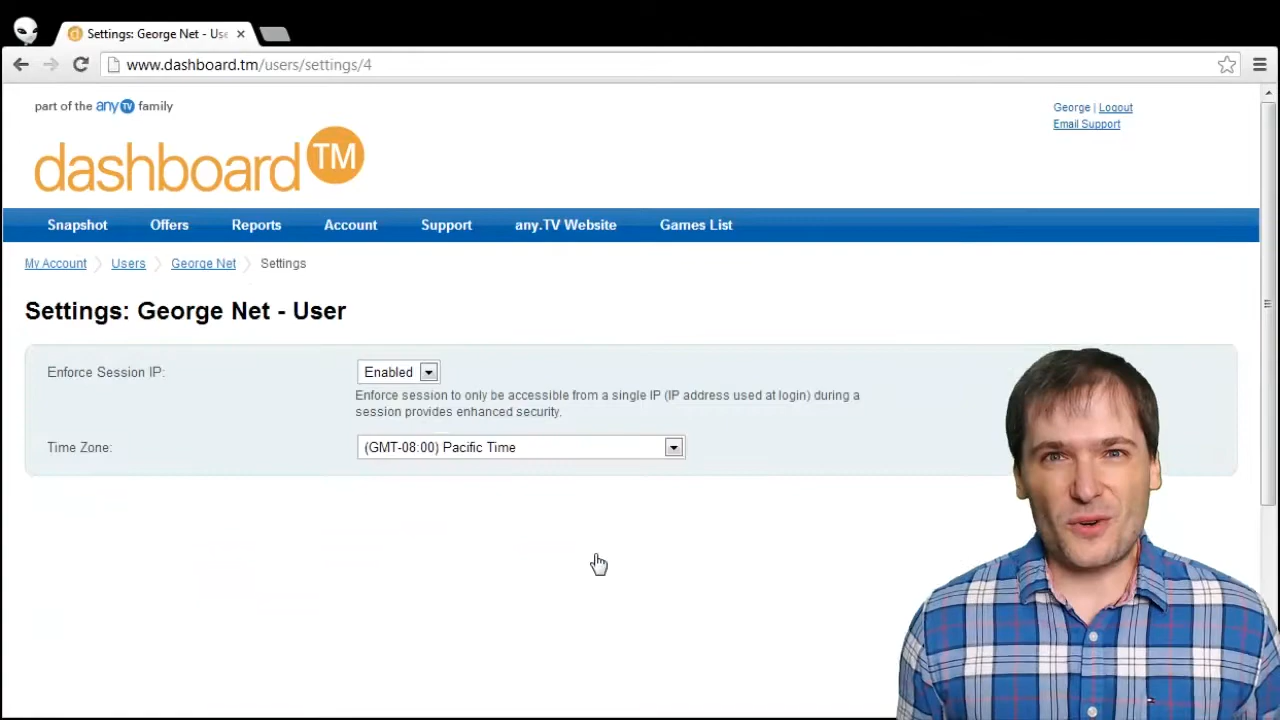 Settings: George Net - Use
www.dashboard.tm/users/settings/4
part of the anyTV family
George | Logout
Email Support
dashboard TM
Snapshot Offers Reports Account Support any.TV Website Games List
My Account Users George Net Settings
Settings: George Net - User
Enforce Session IP: Enabled
Enforce session to only be accessible from a single IP (IP address used at login) during a
session provides enhanced security.
Time Zone: (GMT-08:00) Pacific Time